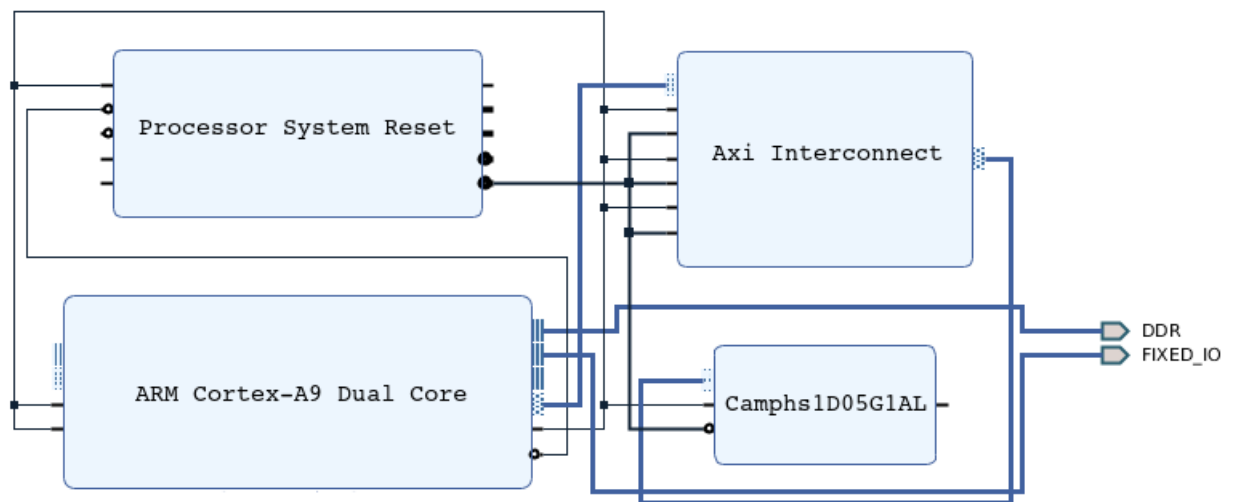 Processor System Reset
Axi Interconnect
ARM Cortex-A9 Dual Core
DDR
FIXED_IO
Camphs1D05G1AL